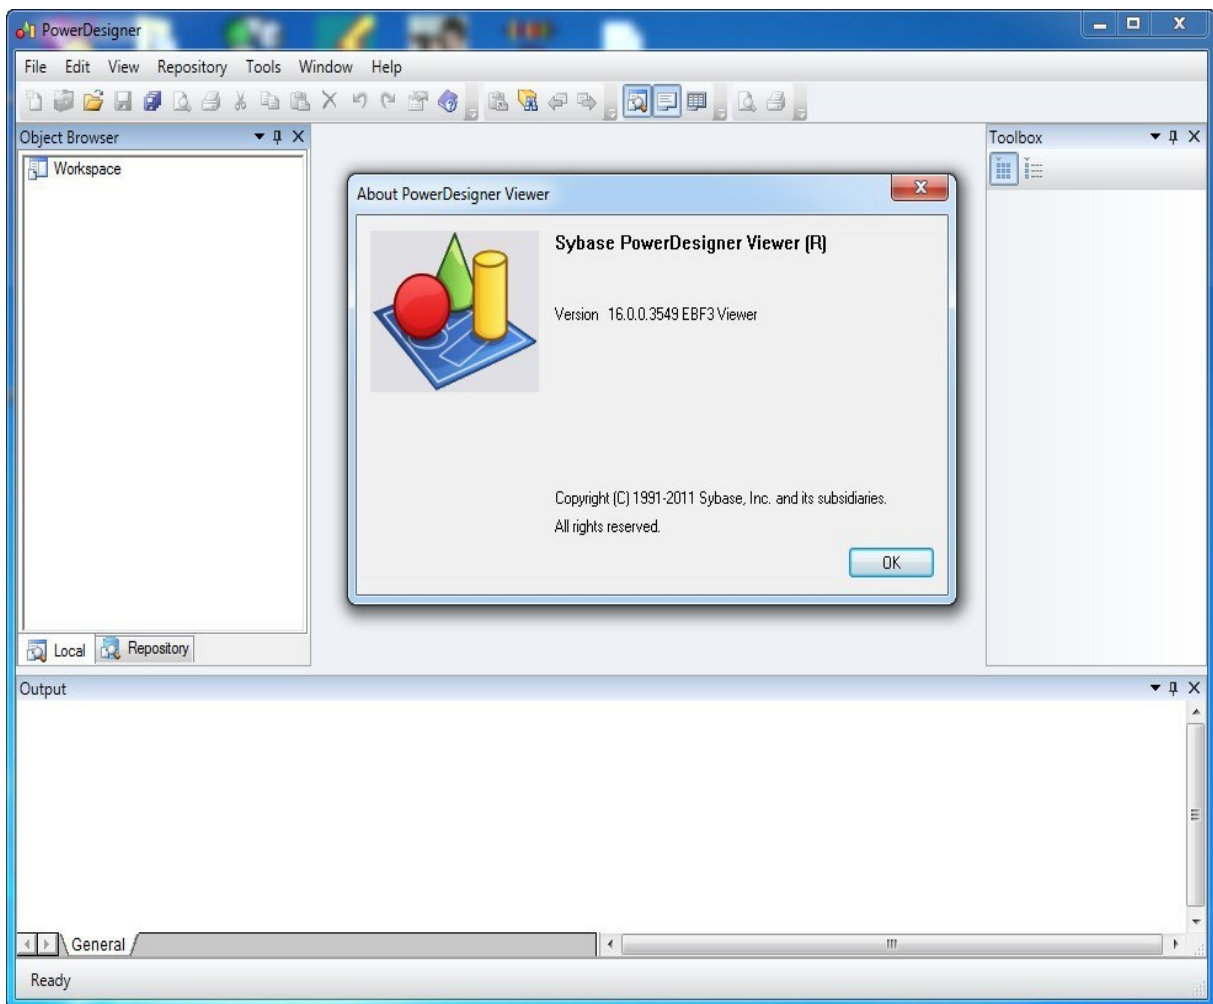 PowerDesigner
File Edit View Repository Tools Window Help
Object Browser
Toolbox
Workspace
About PowerDesigner Viewer
Sybase PowerDesigner Viewer (R)
Version 16.0.0.3549 EBF3 Viewer
Copyright (C) 1991-2011 Sybase, Inc. and its subsidiaries.
All rights reserved.
OK
Local Repository
Output
General
Ready